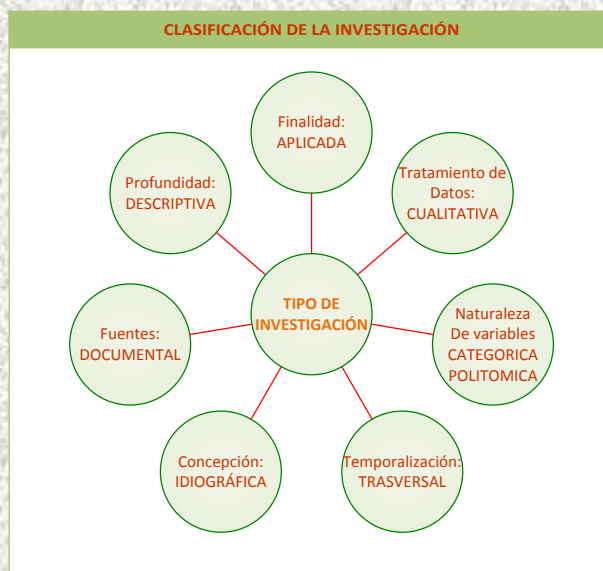 CLASIFICACIÓN DE LA INVESTIGACIÓN
Finalidad:
APLICADA
Tratamiento de
Datos:
CUALITATIVA
Naturaleza
De variables
CATEGORICA
POLITOMICA
Temporalización:
TRASVERSAL
Concepción:
IDIOGRÁFICA
Fuentes:
DOCUMENTAL
Profundidad:
DESCRIPTIVA
TIPO DE
INVESTIGACIÓN